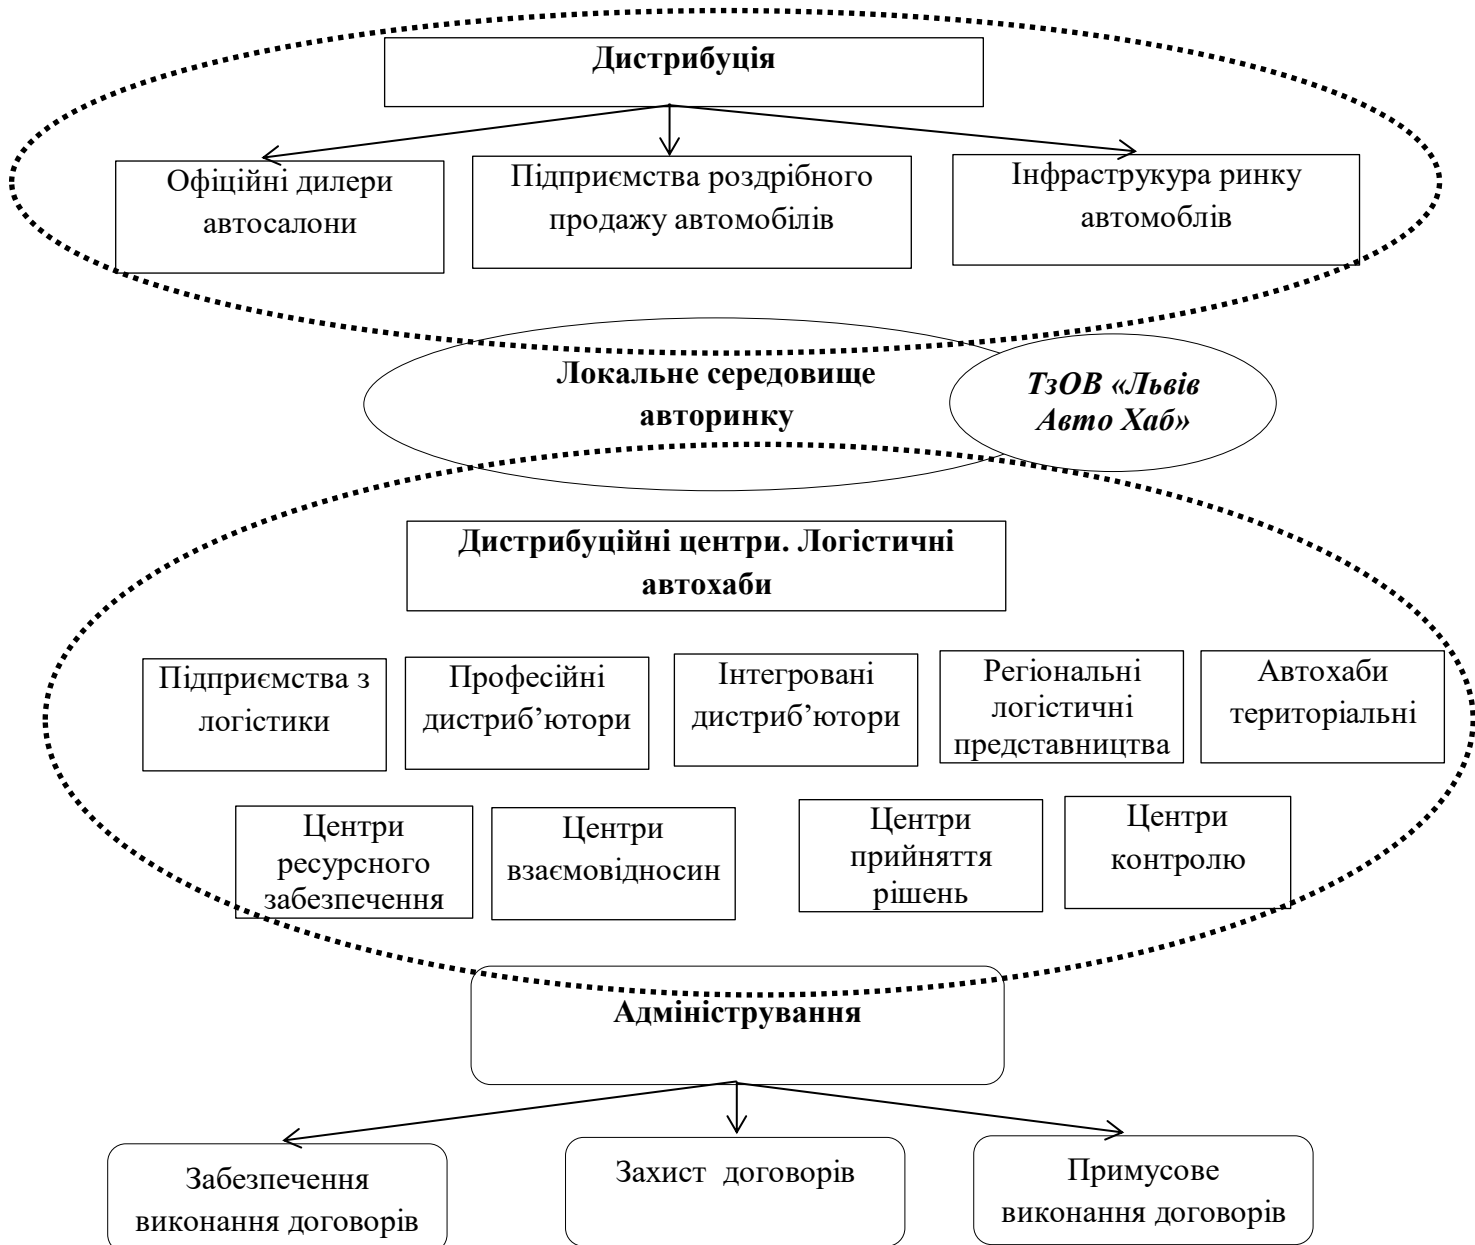 Дистрибуція
Офіційні дилери
автосалони
Підприємства роздрібного
продажу автомобілів
Інфраструкура ринку
автомоблів
Локальне середовище
авторинку
ТзОВ «Львів
Авто Хаб»
Дистрибуційні центри. Логістичні
автохаби
Підприємства з
логістики
Професійні
дистриб’ютори
Інтегровані
дистриб’ютори
Регіональні
логістичні
представництва
Автохаби
територіальні
Центри
ресурсного
забезпечення
Центри
взаємовідносин
Центри
прийняття
рішень
Центри
контролю
Адміністрування
Забезпечення
виконання договорів
Захист  договорів
Примусове
виконання договорів